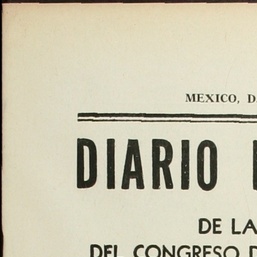 MEXICO, D
DIARIO
DE LA
DEL CONGRESO D